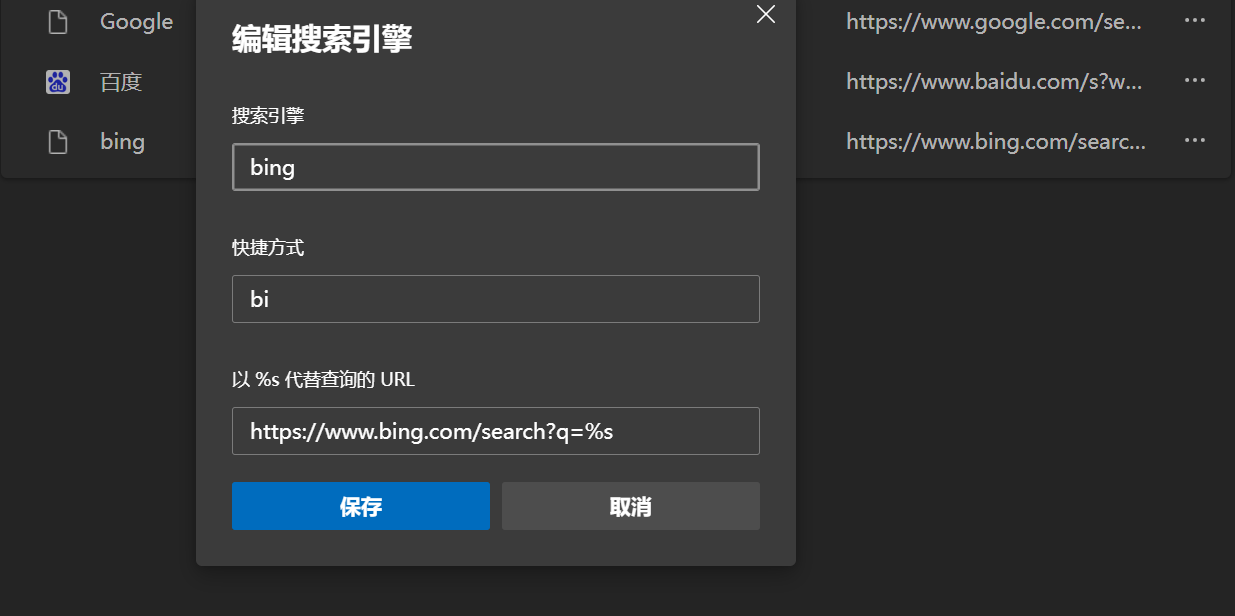 Google
https://www.google.com/se...
百度
https://www.baidu.com/s?w...
bing
https://www.bing.com/searc...
编辑搜索引擎
搜索引擎
bing
快捷方式
bi
以 %s 代替查询的 URL
https://www.bing.com/search?q=%s
保存
取消